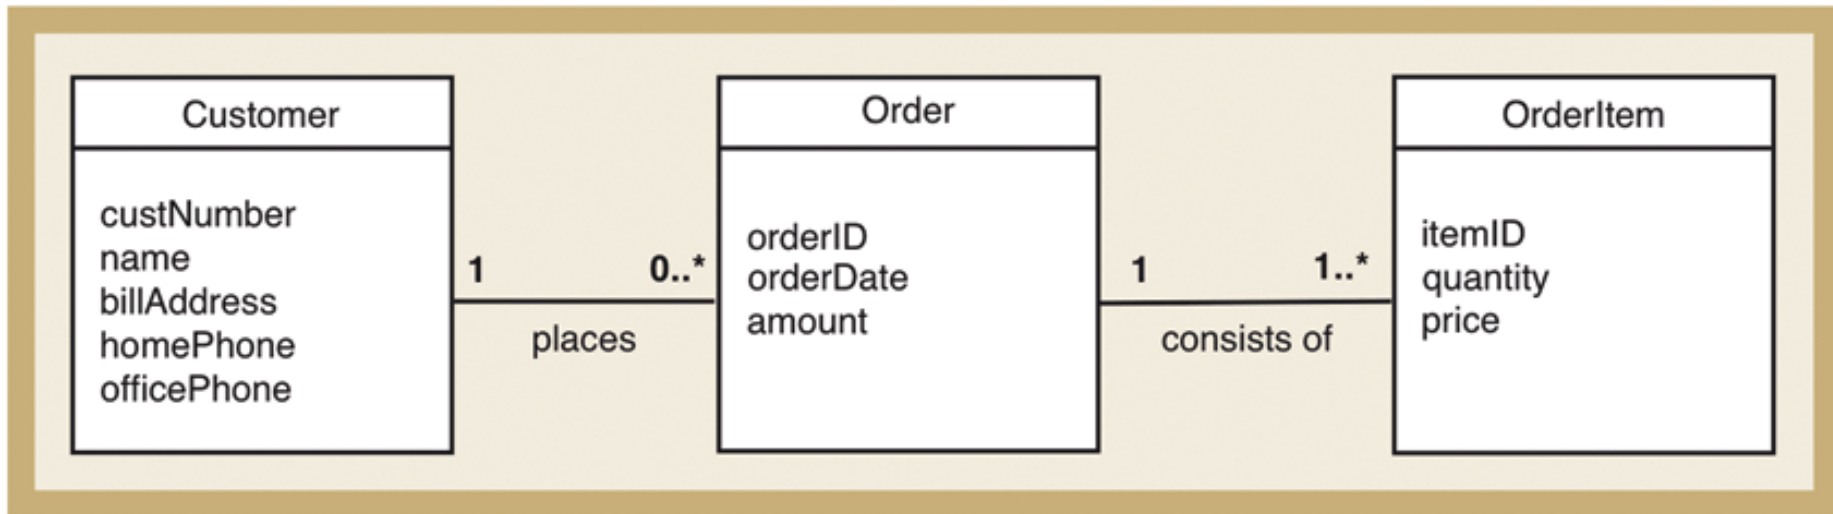 Customer
custNumber
name
billAddress
homePhone
officePhone
1
0..*
places
Order
orderID
orderDate
amount
1
1..*
consists of
OrderItem
itemID
quantity
price